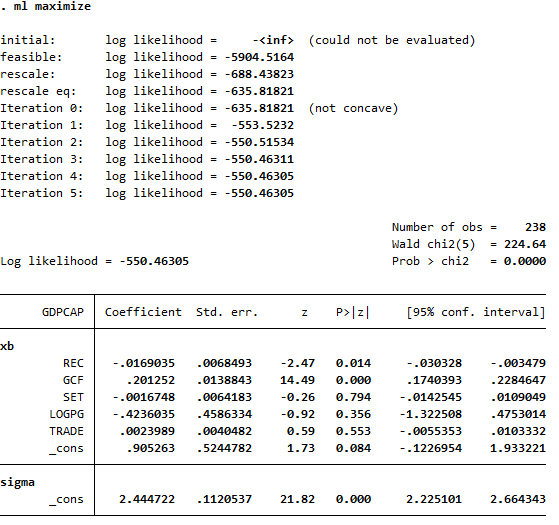 . ml maximize
initial:       log likelihood =     -<inf>  (could not be evaluated)
feasible:      log likelihood = -5904.5164
rescale:       log likelihood = -688.43823
rescale eq:    log likelihood = -635.81821
Iteration 0:   log likelihood = -635.81821  (not concave)
Iteration 1:   log likelihood =  -553.5232
Iteration 2:   log likelihood = -550.51534
Iteration 3:   log likelihood = -550.46311
Iteration 4:   log likelihood = -550.46305
Iteration 5:   log likelihood = -550.46305
Number of obs =    238
Wald chi2(5)  = 224.64
Log likelihood = -550.46305                             Prob > chi2   = 0.0000
GDPCAP   Coefficient  Std. err.      z    P>|z|     [95% conf. interval]
xb
REC    -.0169035   .0068493    -2.47   0.014     -.030328   -.003479
GCF      .201252   .0138843    14.49   0.000     .1740393   .2284647
SET    -.0016748   .0064183    -0.26   0.794    -.0142545   .0109049
LOGPG    -.4236035   .4586334    -0.92   0.356    -1.322508   .4753014
TRADE     .0023989   .0040482     0.59   0.553    -.0055353   .0103332
_cons      .905263   .5244782     1.73   0.084    -.1226954   1.933221
sigma
_cons     2.444722   .1120537    21.82   0.000     2.225101   2.664343